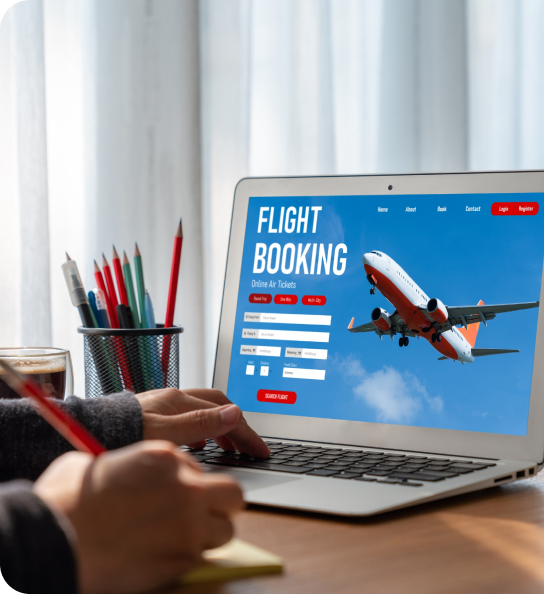 Home About Book Contact Login Register
FLIGHT
BOOKING
Online Air Tickets
Round Trip One Way Multi-City
SEARCH FLIGHT